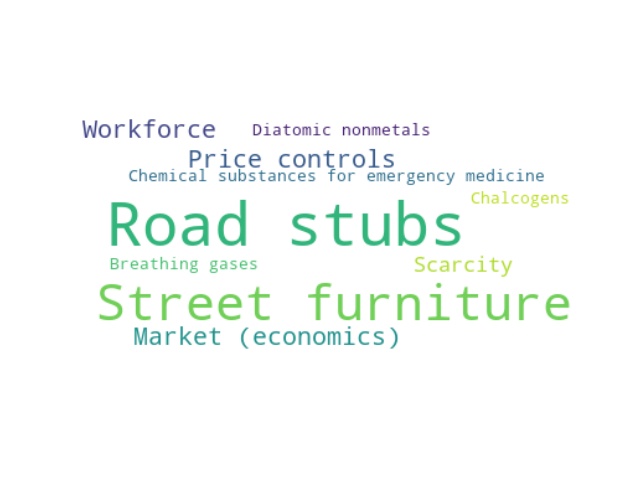 Workforce
Diatomic nonmetals
Price controls
Chemical substances for emergency medicine
Chalcogens
Road stubs
Breathing gases
Scarcity
Street furniture
Market (economics)